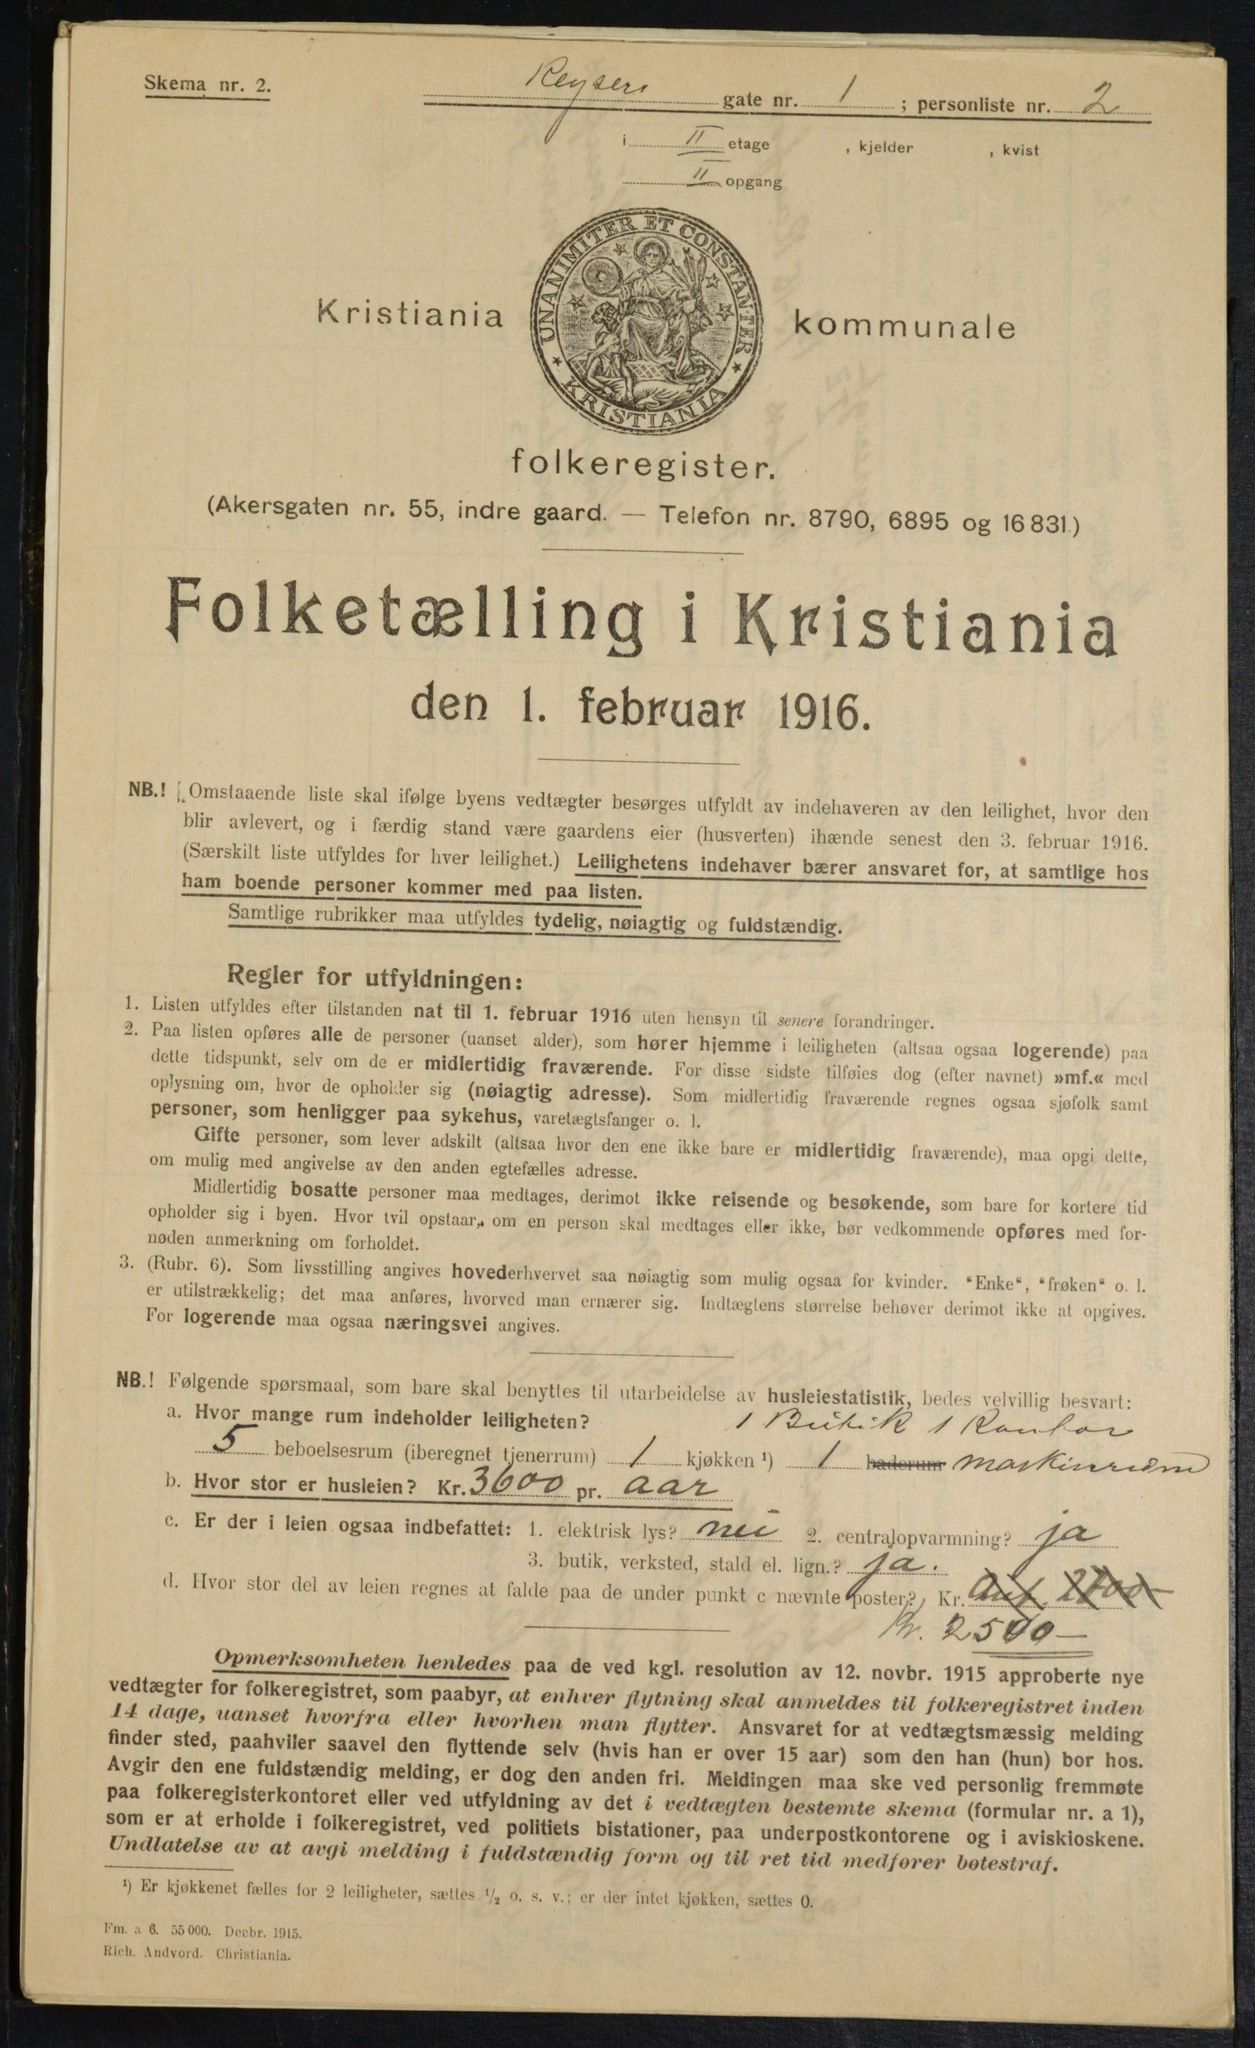 Skema nr. 2.
Keysers gate nr. 1 ; personliste nr. 2
i II etage , kjelder , kvist
II opgang
UNANIMITER ET CONSTANTER
KRISTIANIA
Kristiania kommunale
folkeregister.
(Akersgaten nr. 55, indre gaard. — Telefon nr. 8790, 6895 og 16 831.)
Folketælling i Kristiania
den 1. februar 1916.
NB.! Omstaaende liste skal ifølge byens vedtægter besørges utfyldt av indehaveren av den leilighet, hvor den
blir avlevert, og i færdig stand være gaardens eier (husverten) ihænde senest den 3. februar 1916.
(Særskilt liste utfyldes for hver leilighet.) Leilighetens indehaver bærer ansvaret for, at samtlige hos
ham boende personer kommer med paa listen.
Samtlige rubrikker maa utfyldes tydelig, nøiagtig og fuldstændig.
Regler for utfyldningen:
1. Listen utfyldes efter tilstanden nat til 1. februar 1916 uten hensyn til senere forandringer.
2. Paa listen opføres alle de personer (uanset alder), som hører hjemme i leiligheten (altsaa ogsaa logerende) paa
dette tidspunkt, selv om de er midlertidig fraværende. For disse sidste tilføies dog (efter navnet) »mf.« med
oplysning om, hvor de opholder sig (nøiagtig adresse). Som midlertidig fraværende regnes ogsaa sjøfolk samt
personer, som henligger paa sykehus, varetægtsfanger o. l.
Gifte personer, som lever adskilt (altsaa hvor den ene ikke bare er midlertidig fraværende), maa opgi dette,
om mulig med angivelse av den anden egtefælles adresse.
Midlertidig bosatte personer maa medtages, derimot ikke reisende og besøkende, som bare for kortere tid
opholder sig i byen. Hvor tvil opstaar, om en person skal medtages eller ikke, bør vedkommende opføres med for-
nøden anmerkning om forholdet.
3. (Rubr. 6). Som livsstilling angives hovederhvervet saa nøiagtig som mulig ogsaa for kvinder. "Enke", "frøken" o. l.
er utilstrækkelig; det maa anføres, hvorved man ernærer sig. Indtægtens størrelse behøver derimot ikke at opgives.
For logerende maa ogsaa næringsvei angives.
NB.! Følgende spørsmaal, som bare skal benyttes til utarbeidelse av husleiestatistik, bedes velvillig besvart:
a. Hvor mange rum indeholder leiligheten? 1 Butik 1 Kontor
5 beboelsesrum (iberegnet tjenerrum) 1 kjøkken ¹) 1 baderum maskinrum
b. Hvor stor er husleien? Kr. 3600 pr. aar
c. Er der i leien ogsaa indbefattet: 1. elektrisk lys? nei 2. centralopvarmning? ja
3. butik, verksted, stald el. lign.? ja.
d. Hvor stor del av leien regnes at falde paa de under punkt c nævnte poster? Kr.
Kr. 2500—
Opmerksomheten henledes paa de ved kgl. resolution av 12. novbr. 1915 approberte nye
vedtægter for folkeregistret, som paabyr, at enhver flytning skal anmeldes til folkeregistret inden
14 dage, uanset hvorfra eller hvorhen man flytter. Ansvaret for at vedtægtsmæssig melding
finder sted, paahviler saavel den flyttende selv (hvis han er over 15 aar) som den han (hun) bor hos.
Avgir den ene fuldstændig melding, er dog den anden fri. Meldingen maa ske ved personlig fremmøte
paa folkeregisterkontoret eller ved utfyldning av det i vedtægten bestemte skema (formular nr. a 1),
som er at erholde i folkeregistret, ved politiets bistationer, paa underpostkontorene og i aviskioskene.
Undlatelse av at avgi melding i fuldstændig form og til ret tid medfører bøtestraf.
¹) Er kjøkkenet fælles for 2 leiligheter, sættes ½ o. s. v.; er der intet kjøkken, sættes 0.
Fm. a 6. 55 000. Decbr. 1915.
Rich. Andvord. Christiania.